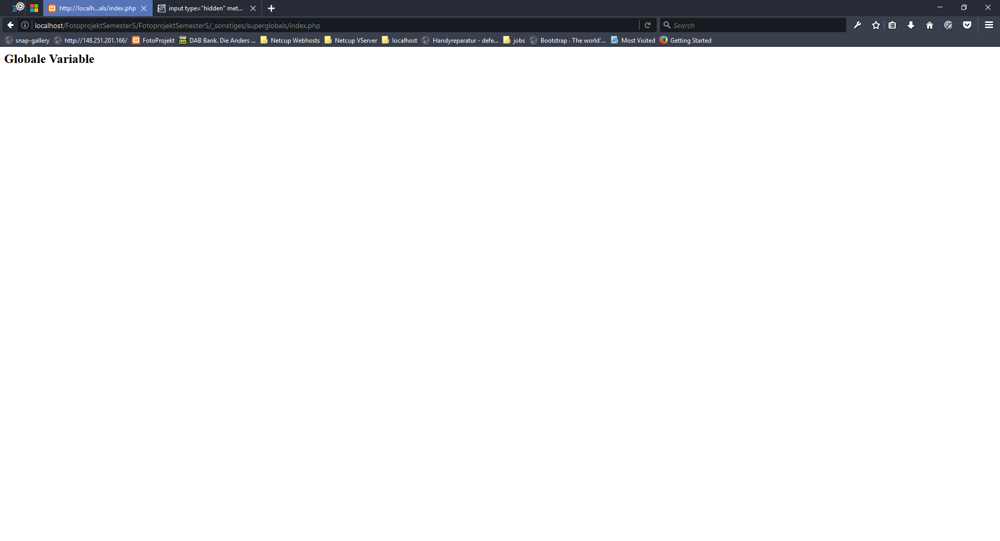 http://localh...als/index.php
input type="hidden" met...
localhost/FotoprojektSemester5/FotoprojektSemester5/_sonstiges/superglobals/index.php
Search
snap-gallery http://148.251.201.166/ FotoProjekt DAB Bank. Die Anders ... Netcup Webhosts Netcup VServer localhost Handyreparatur - defe... jobs Bootstrap · The world'... Most Visited Getting Started
Globale Variable